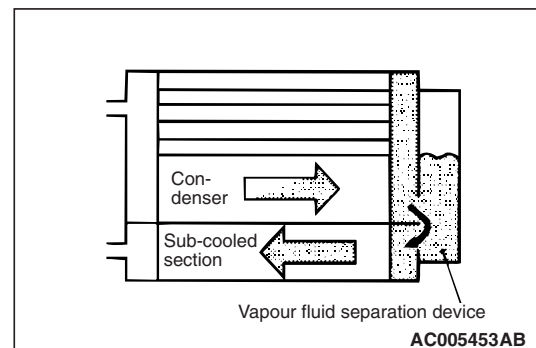 Con-
denser
Sub-cooled
section
Vapour fluid separation device
AC005453AB